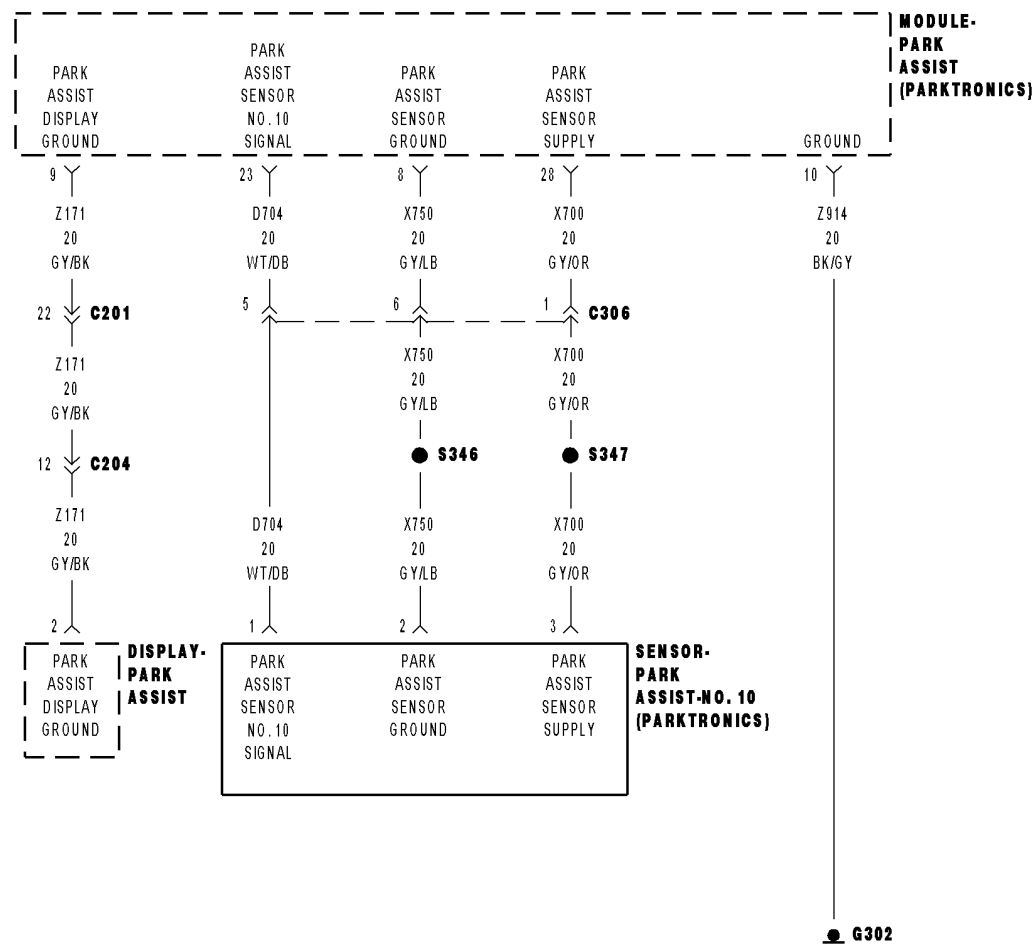 MODULE-
PARK
ASSIST
(PARKTRONICS)
PARK
ASSIST
DISPLAY
GROUND
PARK
ASSIST
SENSOR
NO. 10
SIGNAL
PARK
ASSIST
SENSOR
GROUND
PARK
ASSIST
SENSOR
SUPPLY
GROUND
9 23 8 28 10
Z171 D704 X750 X700 Z914
20 20 20 20 20
GY/BK WT/DB GY/LB GY/OR BK/GY
22 C201 5 6 1 C306
Z171 X750 X700
20 20 20
GY/BK GY/LB GY/OR
12 C204 S346 S347
Z171 D704 X750 X700
20 20 20 20
GY/BK WT/DB GY/LB GY/OR
2 1 2 3
PARK
ASSIST
DISPLAY
GROUND
DISPLAY-
PARK
ASSIST
PARK
ASSIST
SENSOR
NO. 10
SIGNAL
PARK
ASSIST
SENSOR
GROUND
PARK
ASSIST
SENSOR
SUPPLY
SENSOR-
PARK
ASSIST-NO. 10
(PARKTRONICS)
G302